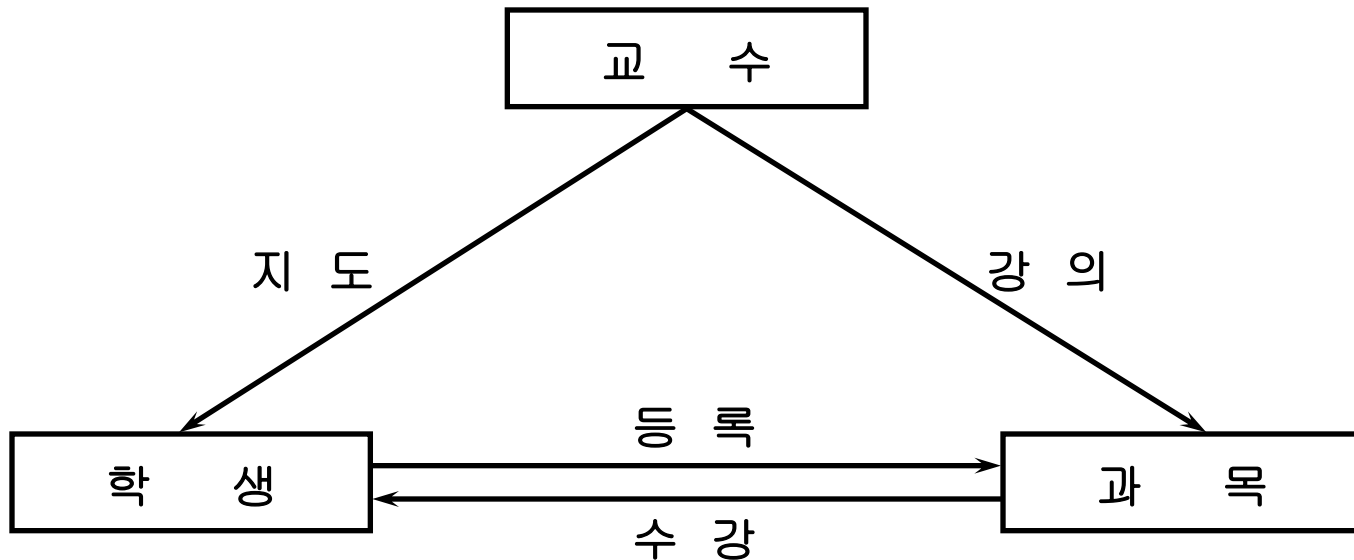 교 수
지 도
강 의
등 록
학 생
과 목
수 강